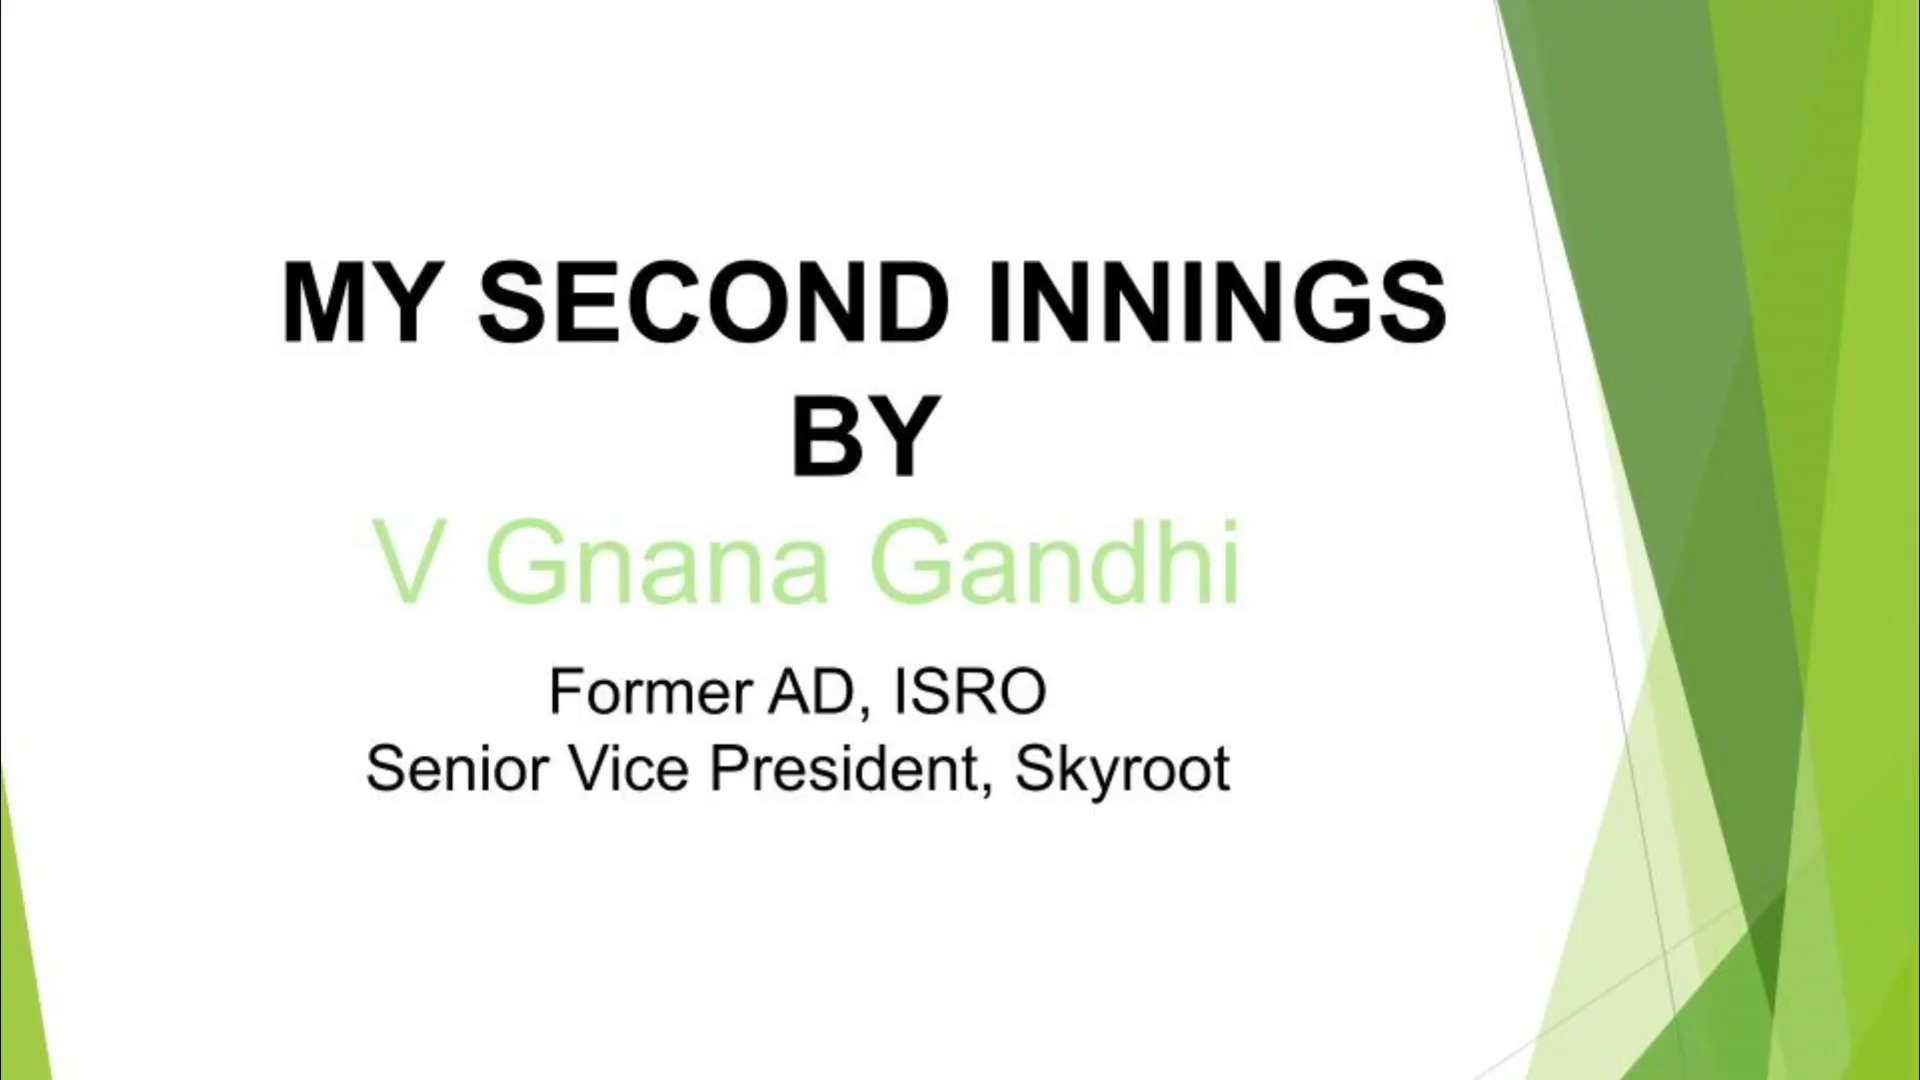 MY SECOND INNINGS
BY
V Gnana Gandhi
Former AD, ISRO
Senior Vice President, Skyroot